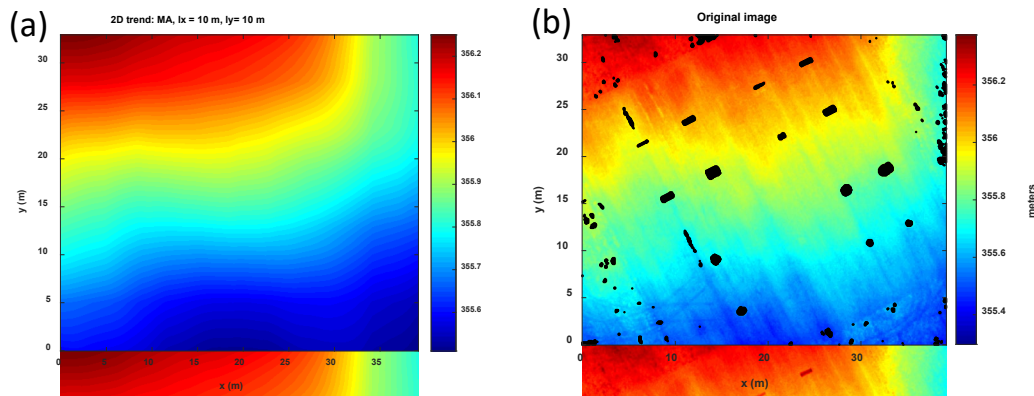 (a)
2D trend: MA, lx = 10 m, ly= 10 m
30
25
20
15
10
5
0
y (m)
0 5 10 15 20 25 30 35
x (m)
356.2
356.1
356
355.9
355.8
355.7
355.6
(b)
Original image
30
25
20
15
10
5
0
y (m)
0 10 20 30
x (m)
356.2
356
355.8
355.6
355.4
meters